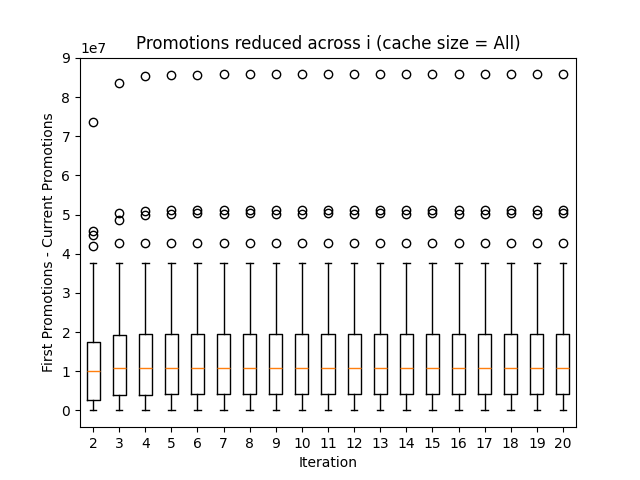 Promotions reduced across i (cache size = All)
1e7
First Promotions - Current Promotions
9
8
7
6
5
4
3
2
1
0
2 3 4 5 6 7 8 9 10 11 12 13 14 15 16 17 18 19 20
Iteration